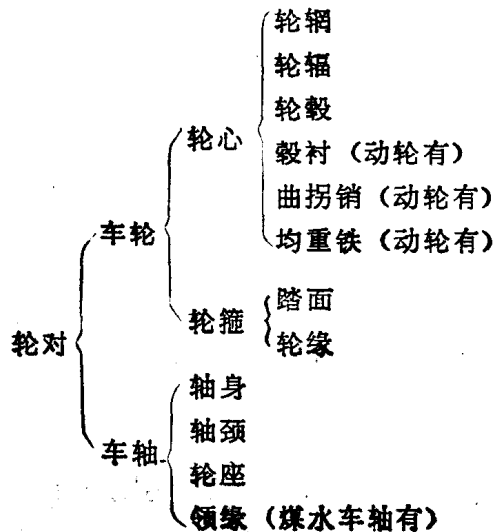 轮辋
轮辐
轮毂
轮心
毂衬（动轮有）
曲拐销（动轮有）
车轮
均重铁（动轮有）
踏面
轮箍
轮缘
轮对
轴身
轴颈
车轴
轮座
领缘（煤水车轴有）